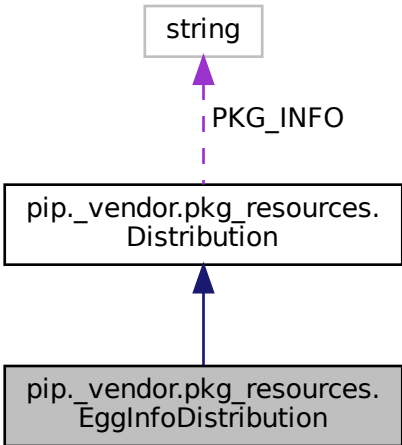 string
PKG_INFO
pip._vendor.pkg_resources.
Distribution
pip._vendor.pkg_resources.
EggInfoDistribution